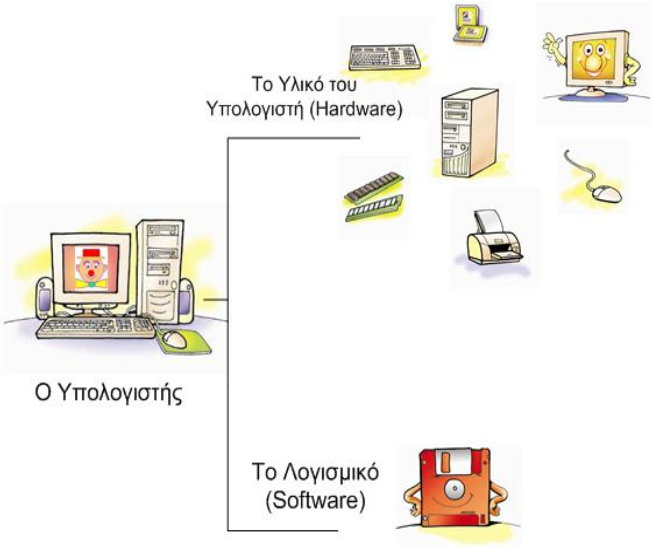 Το Υλικό του
Υπολογιστή (Hardware)
Ο Υπολογιστής
Το Λογισμικό
(Software)